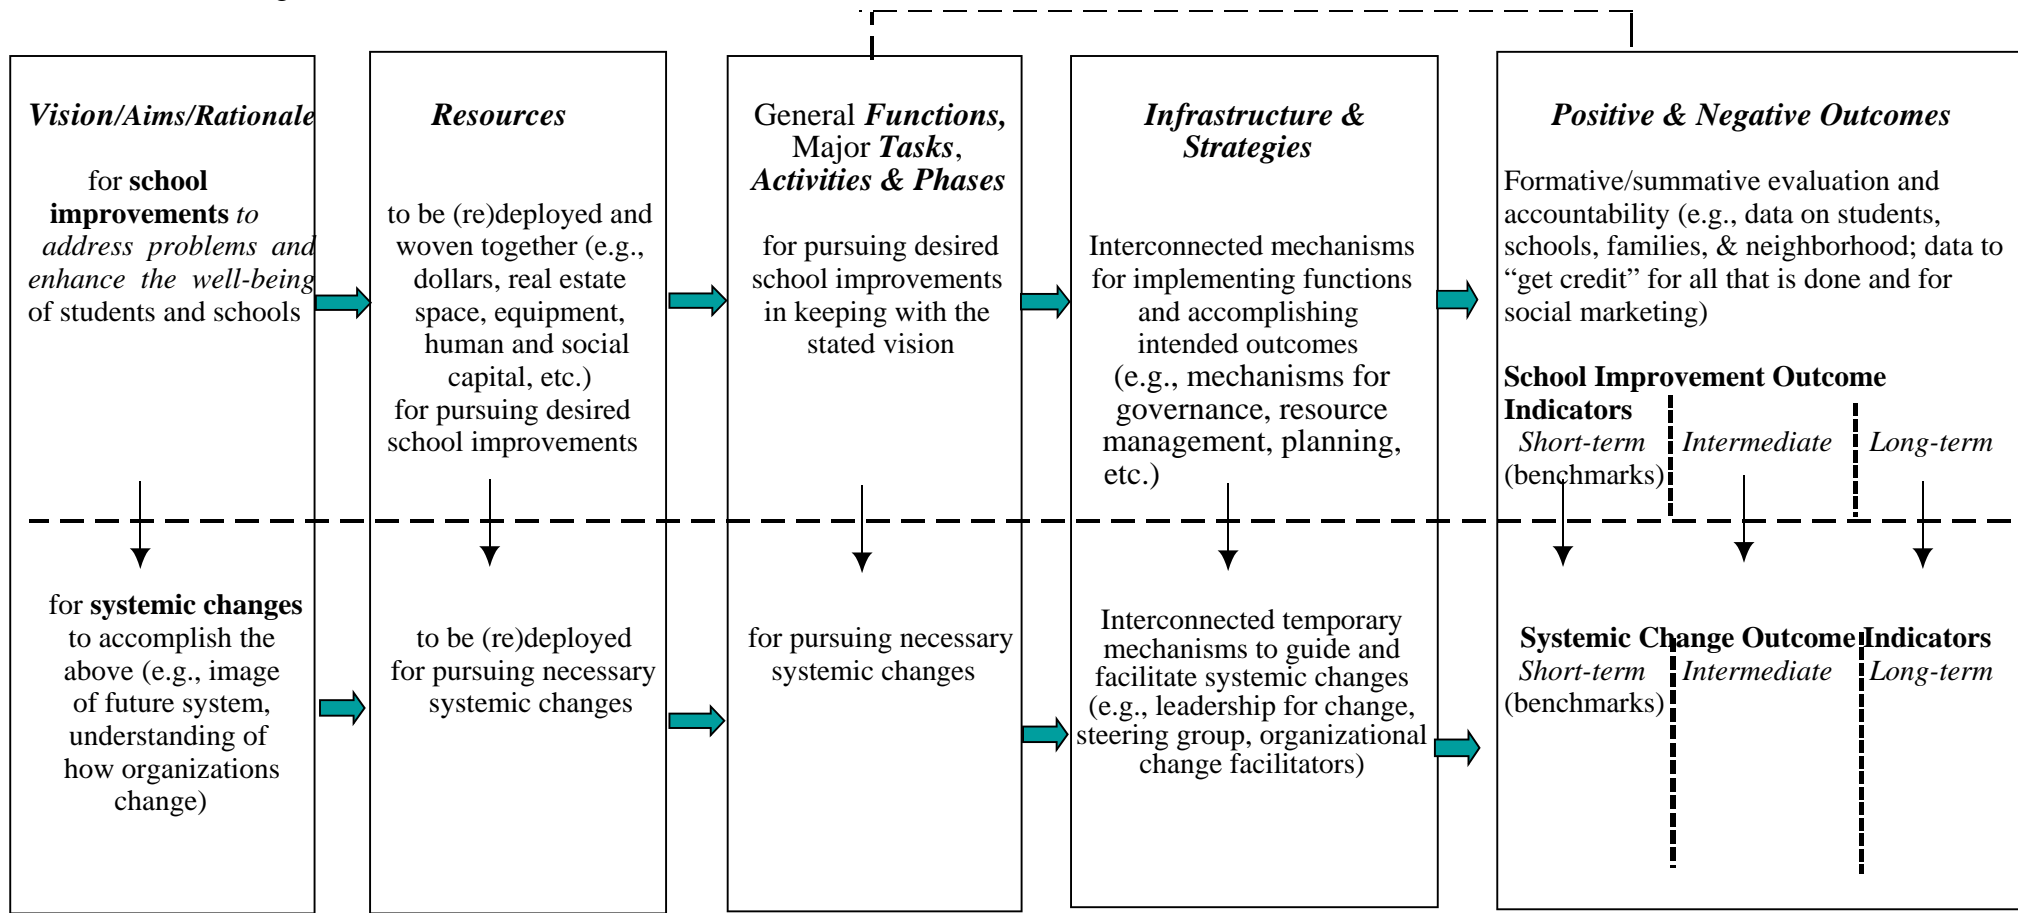 Vision/Aims/Rationale
for school
improvements to
address problems and
enhance the well-being
of students and schools
for systemic changes
to accomplish the
above (e.g., image
of future system,
understanding of
how organizations
change)
Resources
to be (re)deployed and
woven together (e.g.,
dollars, real estate
space, equipment,
human and social
capital, etc.)
for pursuing desired
school improvements
to be (re)deployed
for pursuing necessary
systemic changes
General Functions,
Major Tasks,
Activities & Phases
for pursuing desired
school improvements
in keeping with the
stated vision
for pursuing necessary
systemic changes
Infrastructure &
Strategies
Interconnected mechanisms
for implementing functions
and accomplishing
intended outcomes
(e.g., mechanisms for
governance, resource
management, planning,
etc.)
Interconnected temporary
mechanisms to guide and
facilitate systemic changes
(e.g., leadership for change,
steering group, organizational
change facilitators)
Positive & Negative Outcomes
Formative/summative evaluation and
accountability (e.g., data on students,
schools, families, & neighborhood; data to
“get credit” for all that is done and for
social marketing)
School Improvement Outcome
Indicators
Short-term Intermediate Long-term
(benchmarks)
Systemic Change Outcome Indicators
Short-term Intermediate Long-term
(benchmarks)